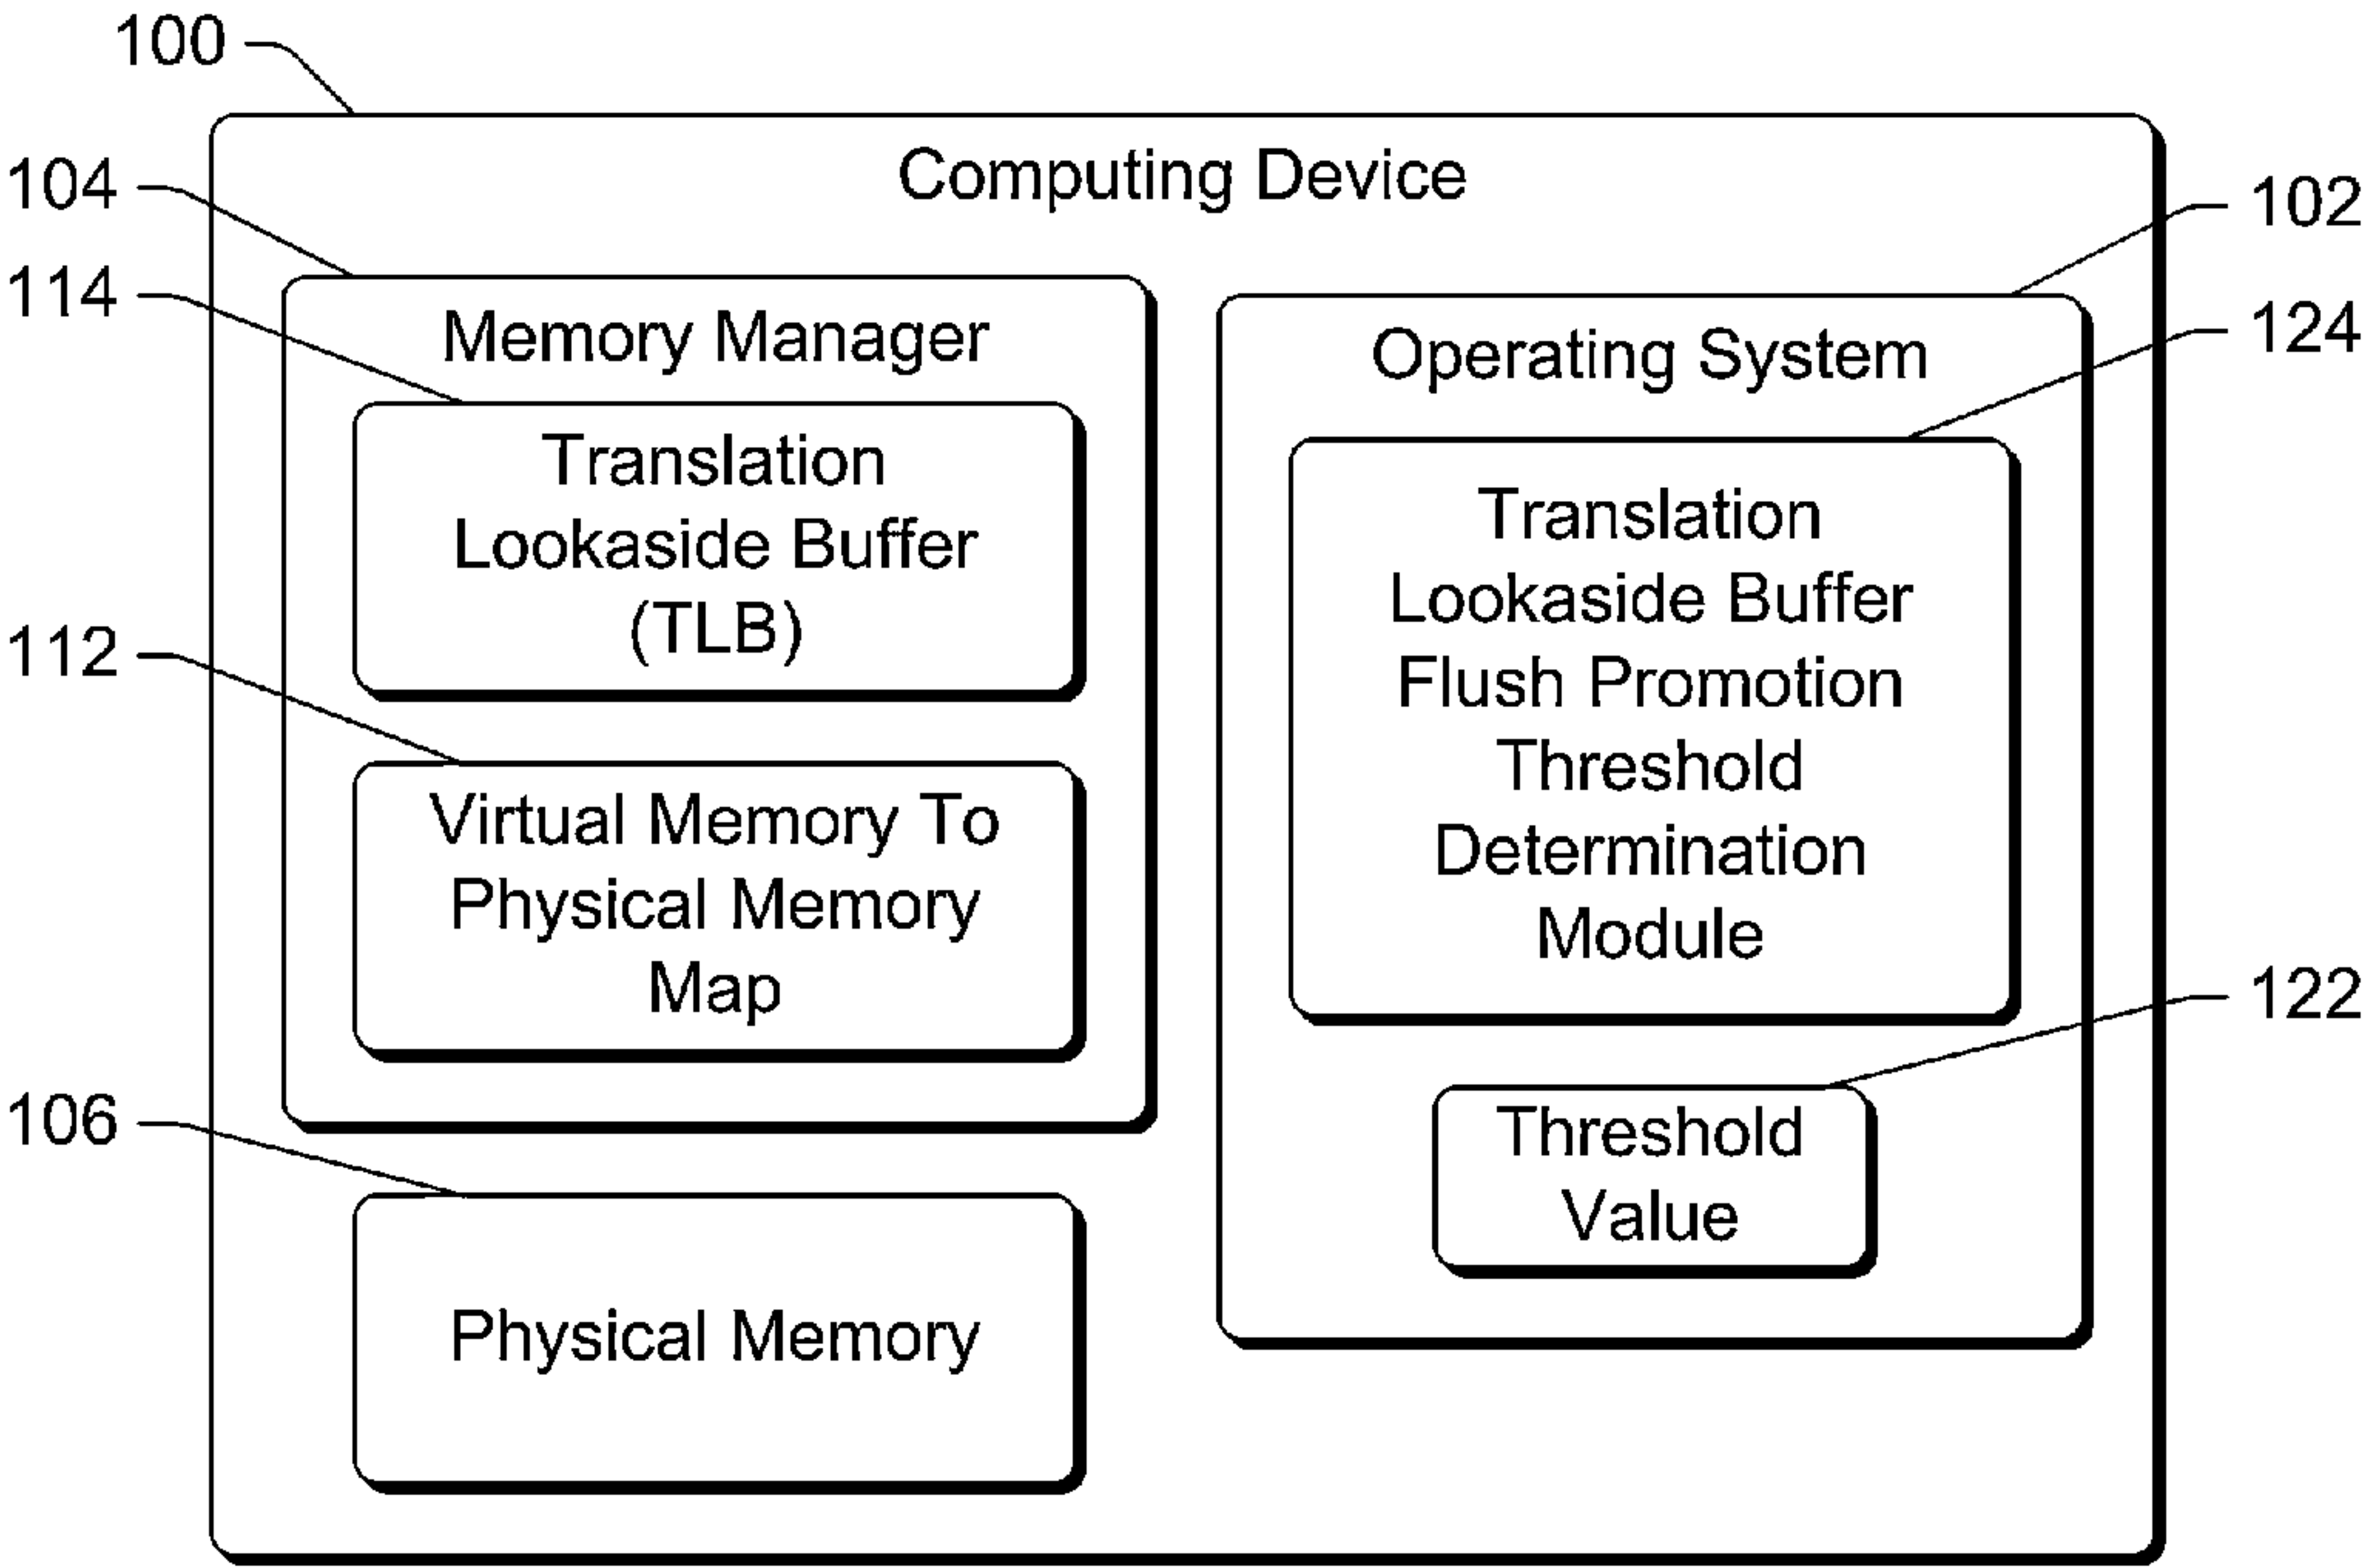 100
Computing Device
104
102
114
Memory Manager
Operating System
124
Translation
Lookaside Buffer
(TLB)
112
Virtual Memory To
Physical Memory
Map
Translation
Lookaside Buffer
Flush Promotion
Threshold
Determination
Module
122
106
Threshold
Value
Physical Memory